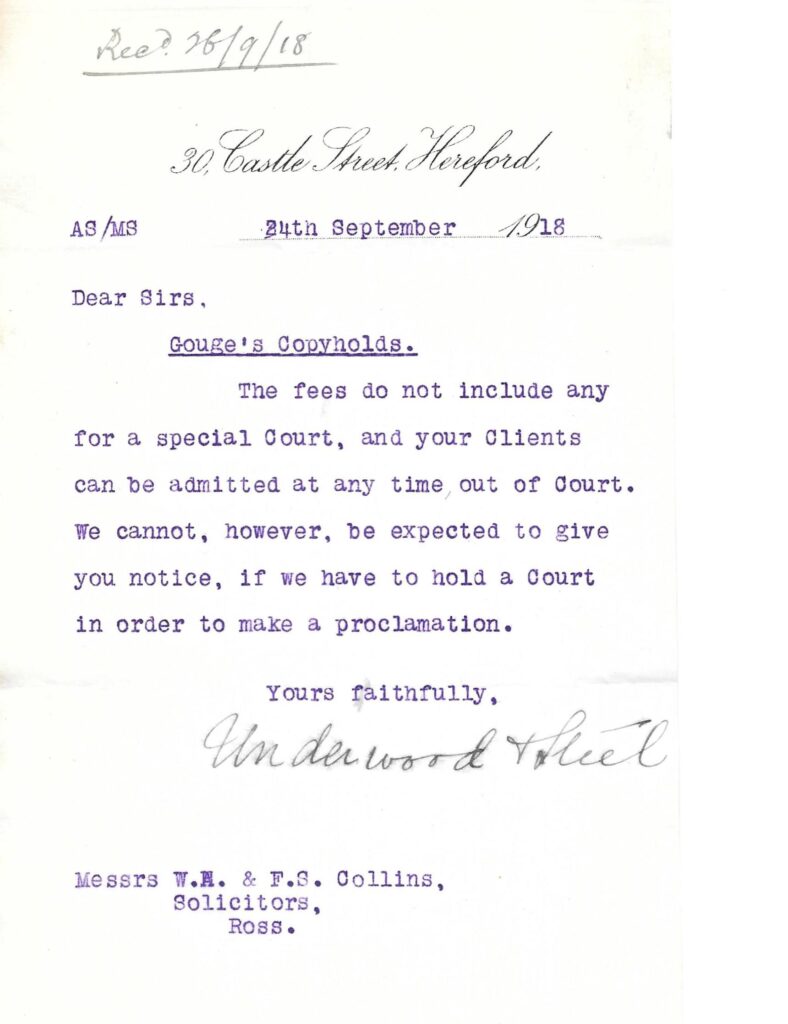 Recd. 26/9/18
30, Castle Street, Hereford,
AS/MS 24th September 1918
Dear Sirs,
Gouge's Copyholds.
The fees do not include any
for a special Court, and your Clients
can be admitted at any time, out of Court.
We cannot, however, be expected to give
you notice, if we have to hold a Court
in order to make a proclamation.
Yours faithfully,
Underwood & Steel
Messrs W.H. & F.S. Collins,
Solicitors,
Ross.